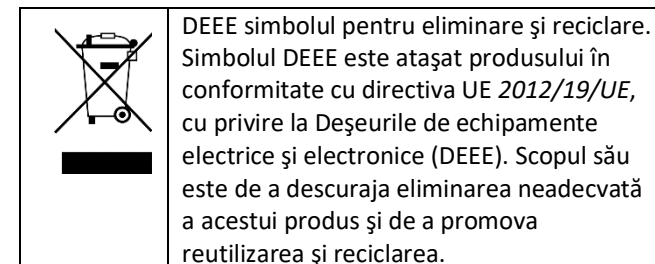 DEEE simbolul pentru eliminare şi reciclare.
Simbolul DEEE este ataşat produsului în
conformitate cu directiva UE 2012/19/UE,
cu privire la Deşeurile de echipamente
electrice şi electronice (DEEE). Scopul său
este de a descuraja eliminarea neadecvată
a acestui produs şi de a promova
reutilizarea şi reciclarea.